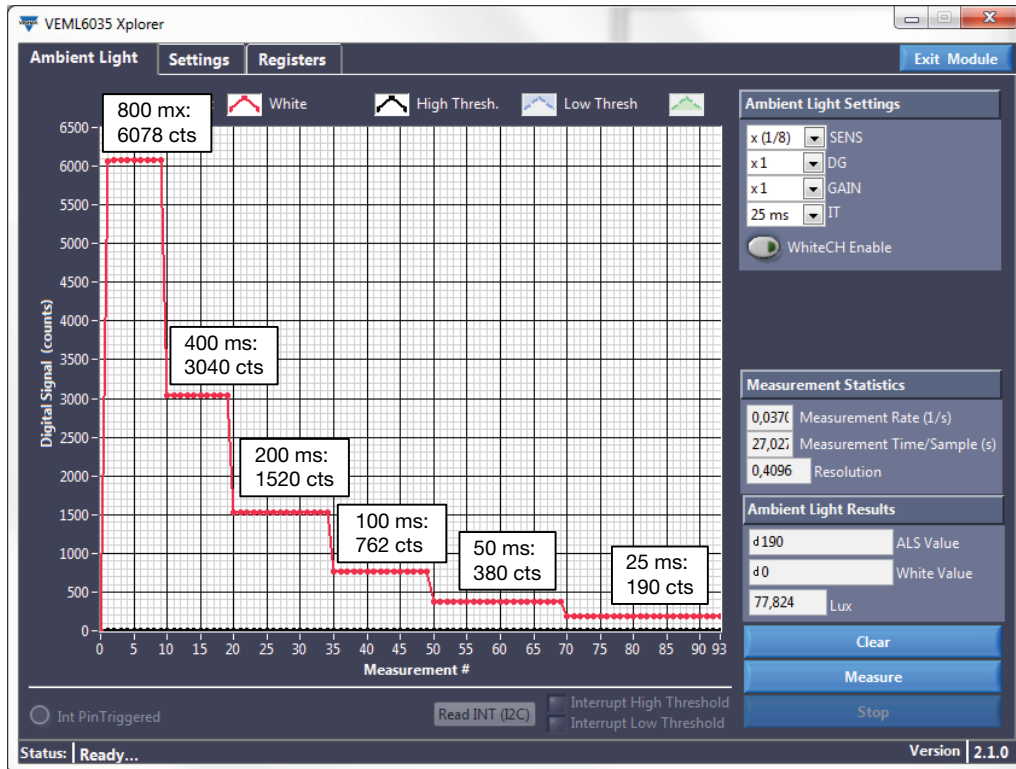 VEML6035 Xplorer
Ambient Light
Settings
Registers
Exit Module
White
High Thresh.
Low Thresh
800 mx:
6078 cts
400 ms:
3040 cts
200 ms:
1520 cts
100 ms:
762 cts
50 ms:
380 cts
25 ms:
190 cts
Digital Signal (counts)
6500
6000
5500
5000
4500
4000
3500
3000
2500
2000
1500
1000
500
0
0 5 10 15 20 25 30 35 40 45 50 55 60 65 70 75 80 85 90 93
Measurement #
Ambient Light Settings
x (1/8) SENS
x 1 DG
x 1 GAIN
25 ms IT
WhiteCH Enable
Measurement Statistics
0,037( Measurement Rate (1/s)
27,027 Measurement Time/Sample (s)
0,4096 Resolution
Ambient Light Results
d 190 ALS Value
d 0 White Value
77,824 Lux
Clear
Measure
Stop
Int PinTriggered
Read INT (I2C)
Interrupt High Threshold
Interrupt Low Threshold
Status: Ready...
Version 2.1.0